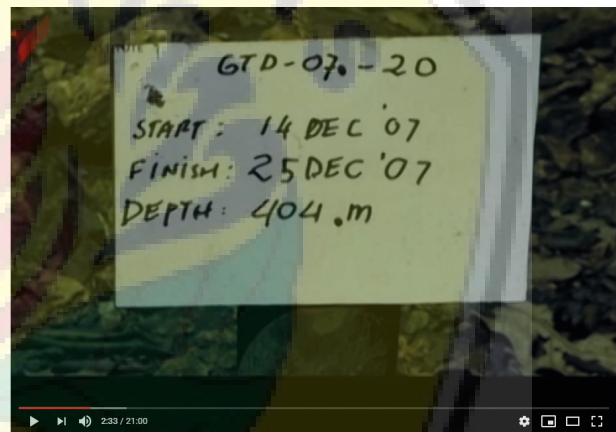 GTD-07.-20
START: 14 DEC '07
FINISH: 25 DEC '07
DEPTH: 404.m
2:33 / 21:00